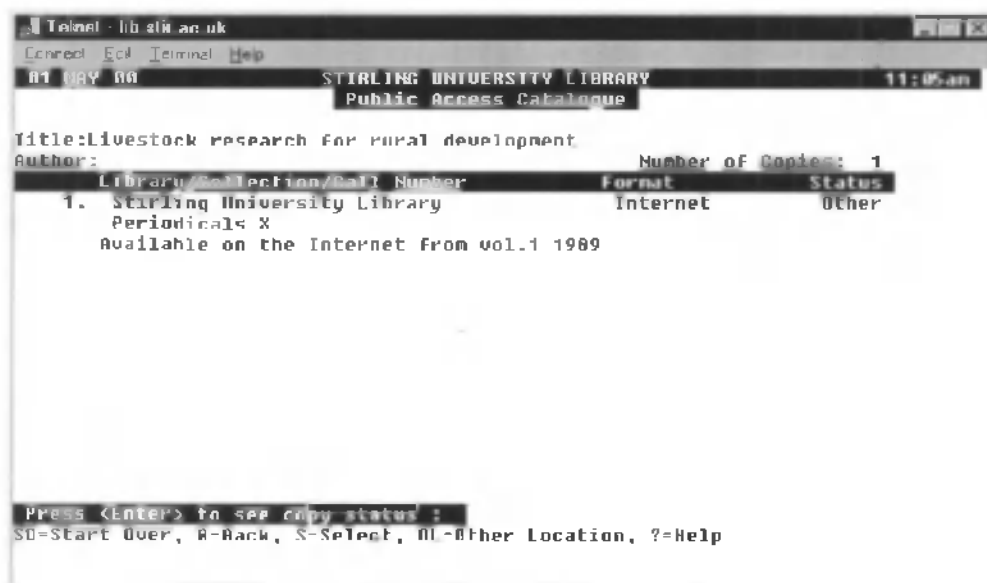 Telnet - lib.stir.ac.uk
Connect Edit Terminal Help
01 MAY 00 STIRLING UNIVERSITY LIBRARY 11:05am
Public Access Catalogue
Title:Livestock research for rural development
Author: Number of Copies: 1
Library/Collection/Call Number Format Status
1. Stirling University Library Internet Other
Periodicals X
Available on the Internet from vol.1 1989
Press <Enter> to see copy status :
SO=Start Over, B=Back, S=Select, OL=Other Location, ?=Help